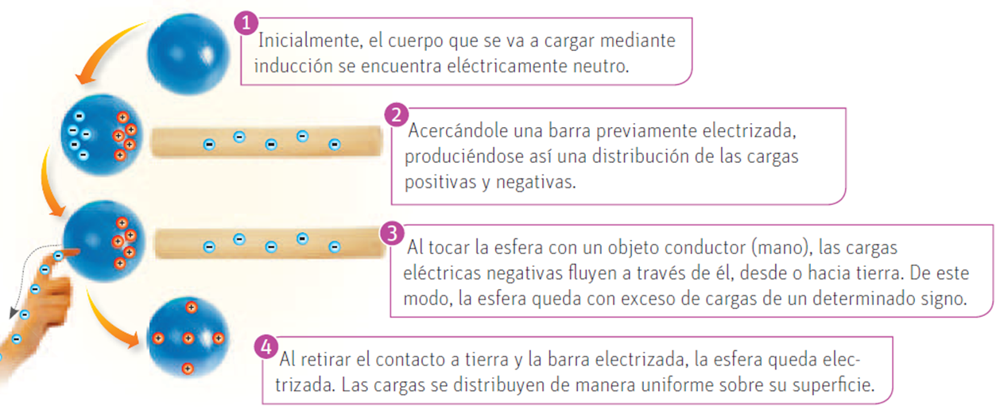 1
Inicialmente, el cuerpo que se va a cargar mediante
inducción se encuentra eléctricamente neutro.
2
Acercándole una barra previamente electrizada,
produciéndose así una distribución de las cargas
positivas y negativas.
3
Al tocar la esfera con un objeto conductor (mano), las cargas
eléctricas negativas fluyen a través de él, desde o hacia tierra. De este
modo, la esfera queda con exceso de cargas de un determinado signo.
4
Al retirar el contacto a tierra y la barra electrizada, la esfera queda elec-
trizada. Las cargas se distribuyen de manera uniforme sobre su superficie.